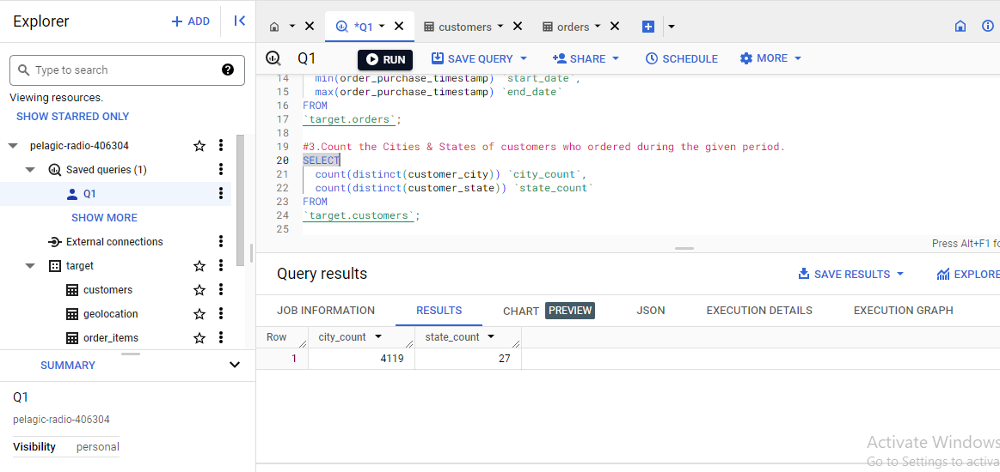 Explorer
+ ADD
Type to search
Viewing resources.
SHOW STARRED ONLY
pelagic-radio-406304
Saved queries (1)
Q1
SHOW MORE
External connections
target
customers
geolocation
order_items
SUMMARY
Q1
pelagic-radio-406304
Visibility personal
*Q1 customers orders
Q1 RUN SAVE QUERY SHARE SCHEDULE MORE
14 min(order_purchase_timestamp) `start_date`,
15 max(order_purchase_timestamp) `end_date`
16 FROM
17 `target.orders`;
18
19 #3.Count the Cities & States of customers who ordered during the given period.
20 SELECT
21 count(distinct(customer_city)) `city_count`,
22 count(distinct(customer_state)) `state_count`
23 FROM
24 `target.customers`;
25
Press Alt+F1 fo
Query results
SAVE RESULTS EXPLORE
JOB INFORMATION RESULTS CHART PREVIEW JSON EXECUTION DETAILS EXECUTION GRAPH
Row city_count state_count
1 4119 27
Activate Windows
Go to Settings to activa